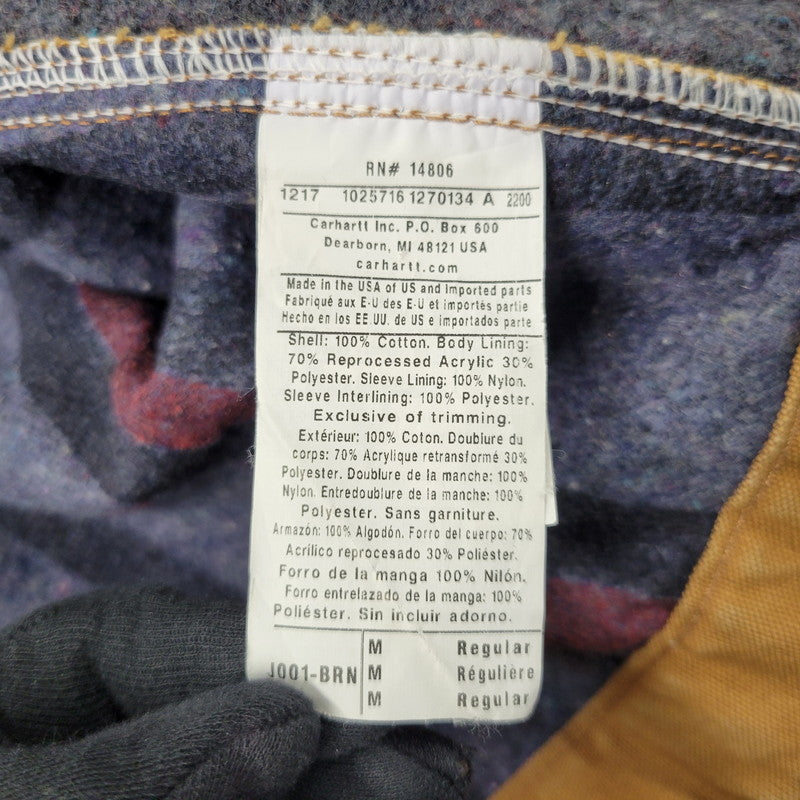 RN# 14806
1217 1025716 1270134 A 2200
Carhartt Inc. P.O. Box 600
Dearborn, MI 48121 USA
carhartt.com
Made in the USA of US and Imported parts
Fabriqué aux E-U des E-U et importés partie
Hecho en los EE.UU. de US e importados parte
Shell: 100% Cotton. Body Lining:
70% Reprocessed Acrylic 30%
Polyester. Sleeve Lining: 100% Nylon.
Sleeve Interlining: 100% Polyester.
Exclusive of trimming.
Extérieur: 100% Coton. Doublure du
corps: 70% Acrylique retransformé 30%
Polyester. Doublure de la manche: 100%
Nylon. Entredoublure de la manche: 100%
Polyester. Sans garniture.
Armazón: 100% Algodón. Forro del cuerpo: 70%
Acrílico reprocesado 30% Poliéster.
Forro de la manga 100% Nilón.
Forro entrelazado de la manga: 100%
Poliéster. Sin incluir adorno.
M Regular
J001-BRN M Régulière
M Regular